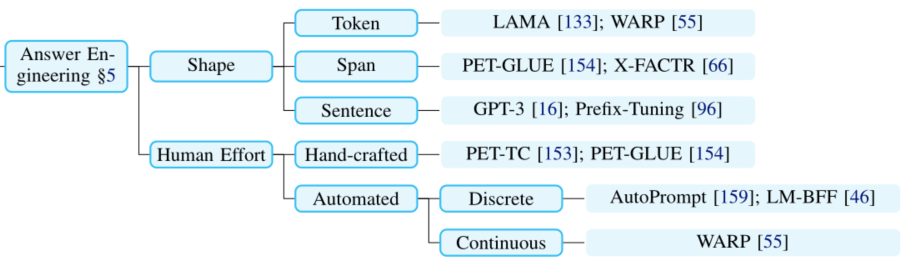 Token
LAMA [133]; WARP [55]
Answer En-
gineering §5
Shape
Span
PET-GLUE [154]; X-FACTR [66]
Sentence
GPT-3 [16]; Prefix-Tuning [96]
Human Effort
Hand-crafted
PET-TC [153]; PET-GLUE [154]
Automated
Discrete
AutoPrompt [159]; LM-BFF [46]
Continuous
WARP [55]